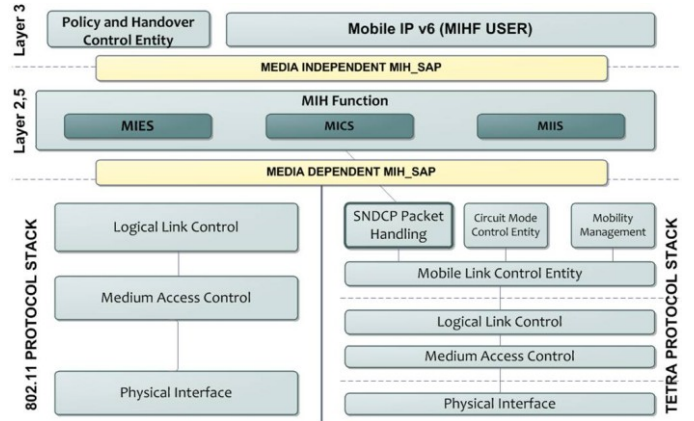 Layer 3
Policy and Handover
Control Entity
Mobile IP v6 (MIHF USER)
MEDIA INDEPENDENT MIH_SAP
Layer 2,5
MIH Function
MIES
MICS
MIIS
MEDIA DEPENDENT MIH_SAP
802.11 PROTOCOL STACK
Logical Link Control
Medium Access Control
Physical Interface
SNDCP Packet
Handling
Circuit Mode
Control Entity
Mobility
Management
Mobile Link Control Entity
Logical Link Control
Medium Access Control
Physical Interface
TETRA PROTOCOL STACK